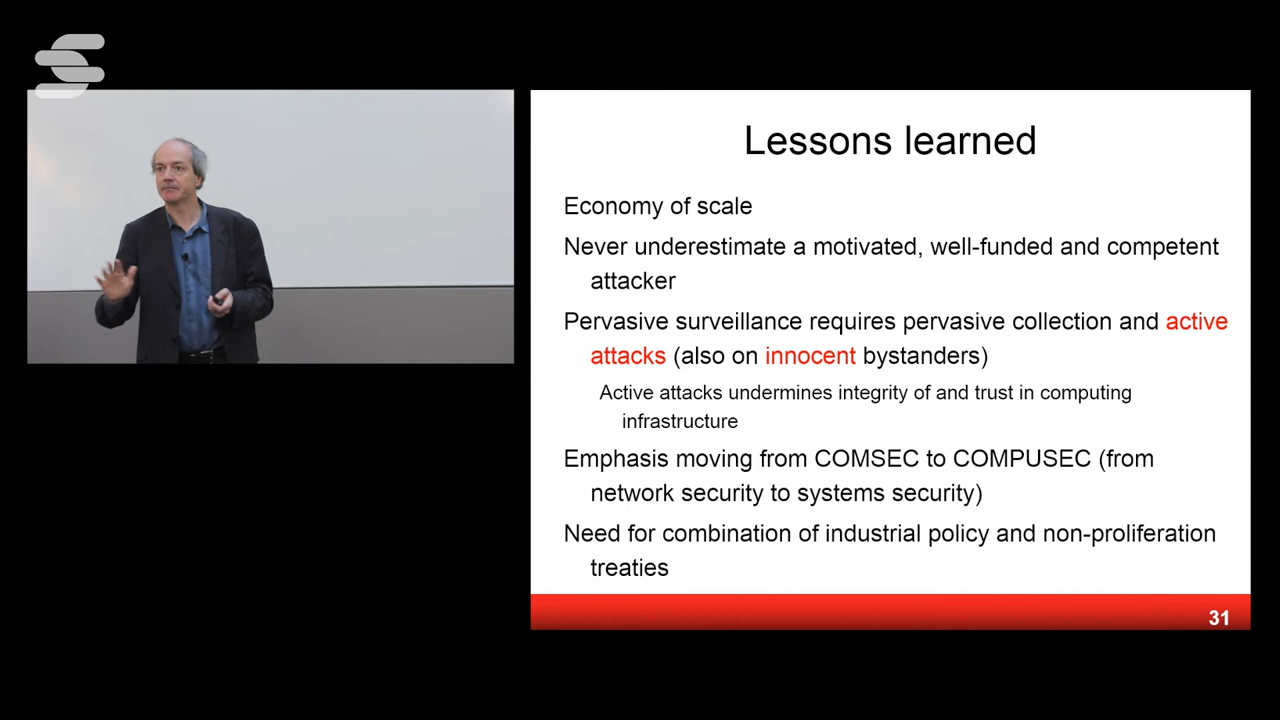 Lessons learned
Economy of scale
Never underestimate a motivated, well-funded and competent
attacker
Pervasive surveillance requires pervasive collection and active
attacks (also on innocent bystanders)
Active attacks undermines integrity of and trust in computing
infrastructure
Emphasis moving from COMSEC to COMPUSEC (from
network security to systems security)
Need for combination of industrial policy and non-proliferation
treaties
31